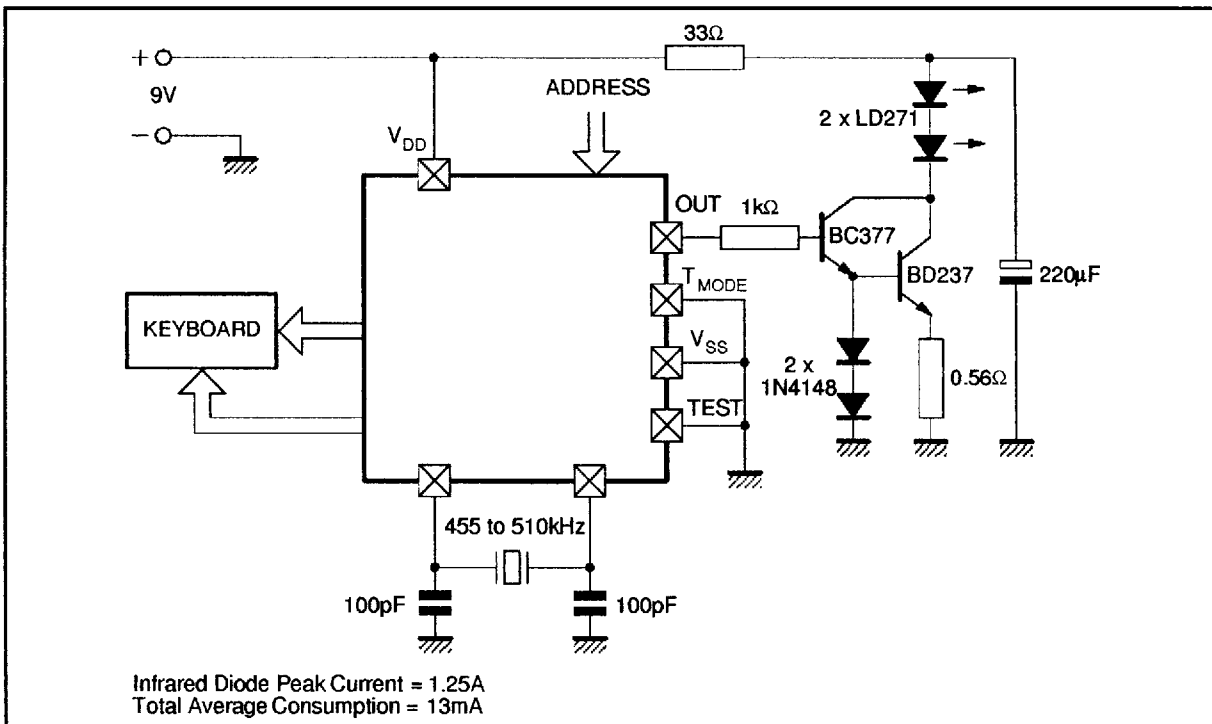 33Ω
+
9V
−
ADDRESS
2 x LD271
V_DD
OUT
1kΩ
BC377
T_MODE
BD237
220µF
KEYBOARD
V_SS
2 x
1N4148
0.56Ω
TEST
455 to 510kHz
100pF
100pF
Infrared Diode Peak Current = 1.25A
Total Average Consumption = 13mA